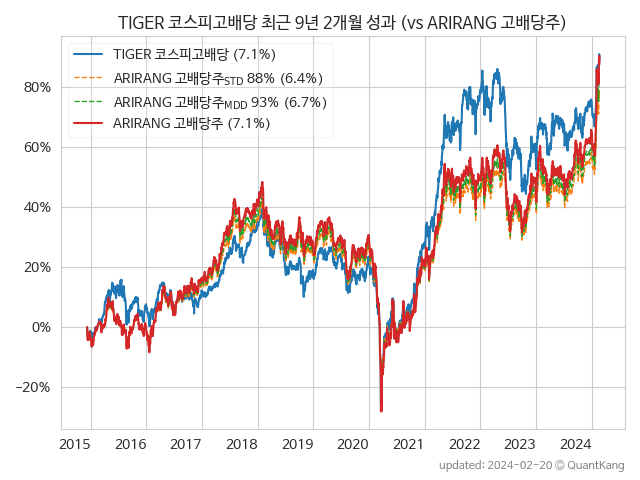 TIGER 코스피고배당 최근 9년 2개월 성과 (vs ARIRANG 고배당주)
TIGER 코스피고배당 (7.1%)
ARIRANG 고배당주STD 88% (6.4%)
ARIRANG 고배당주MDD 93% (6.7%)
ARIRANG 고배당주 (7.1%)
80%
60%
40%
20%
0%
−20%
2015 2016 2017 2018 2019 2020 2021 2022 2023 2024
updated: 2024-02-20 ⓒ QuantKang